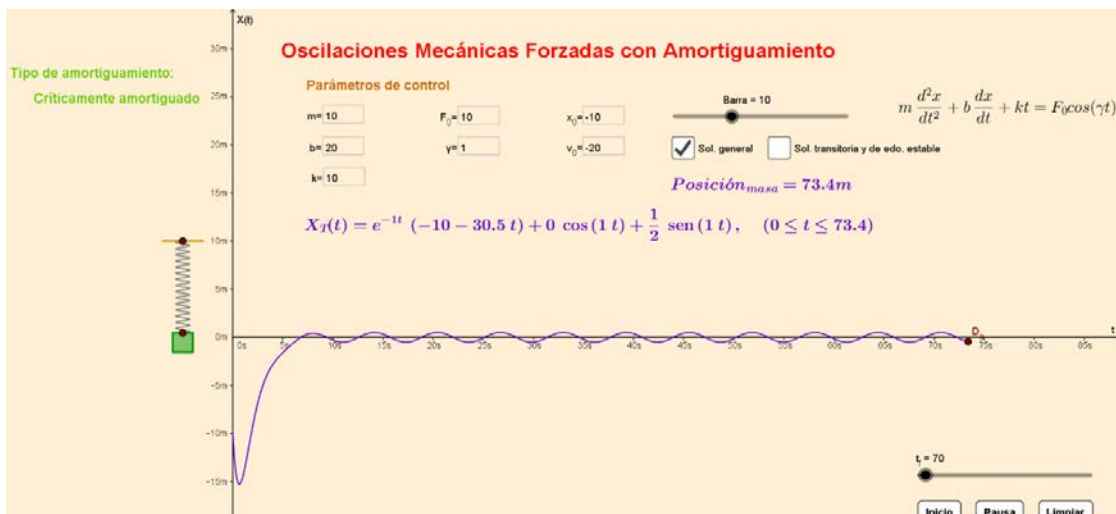 X(t)
Oscilaciones Mecánicas Forzadas con Amortiguamiento
Tipo de amortiguamiento:
Críticamente amortiguado
Parámetros de control
m= 10
F₀= 10
x₀= -10
b= 20
γ= 1
v₀= -20
k= 10
Barra = 10
m d²x/dt² + b dx/dt + kt = F₀cos(γt)
Sol. general
Sol. transitoria y de edo. estable
Posición_masa = 73.4m
X_T(t) = e^{-1t} (-10 - 30.5 t) + 0 cos (1 t) + 1/2 sen (1 t), (0 ≤ t ≤ 73.4)
30m
25m
20m
15m
10m
5m
0m
-5m
-10m
-15m
0s 5s 10s 15s 20s 25s 30s 35s 40s 45s 50s 55s 60s 65s 70s 75s 80s 85s
D
t
t = 70
Inicio Pausa Limpiar